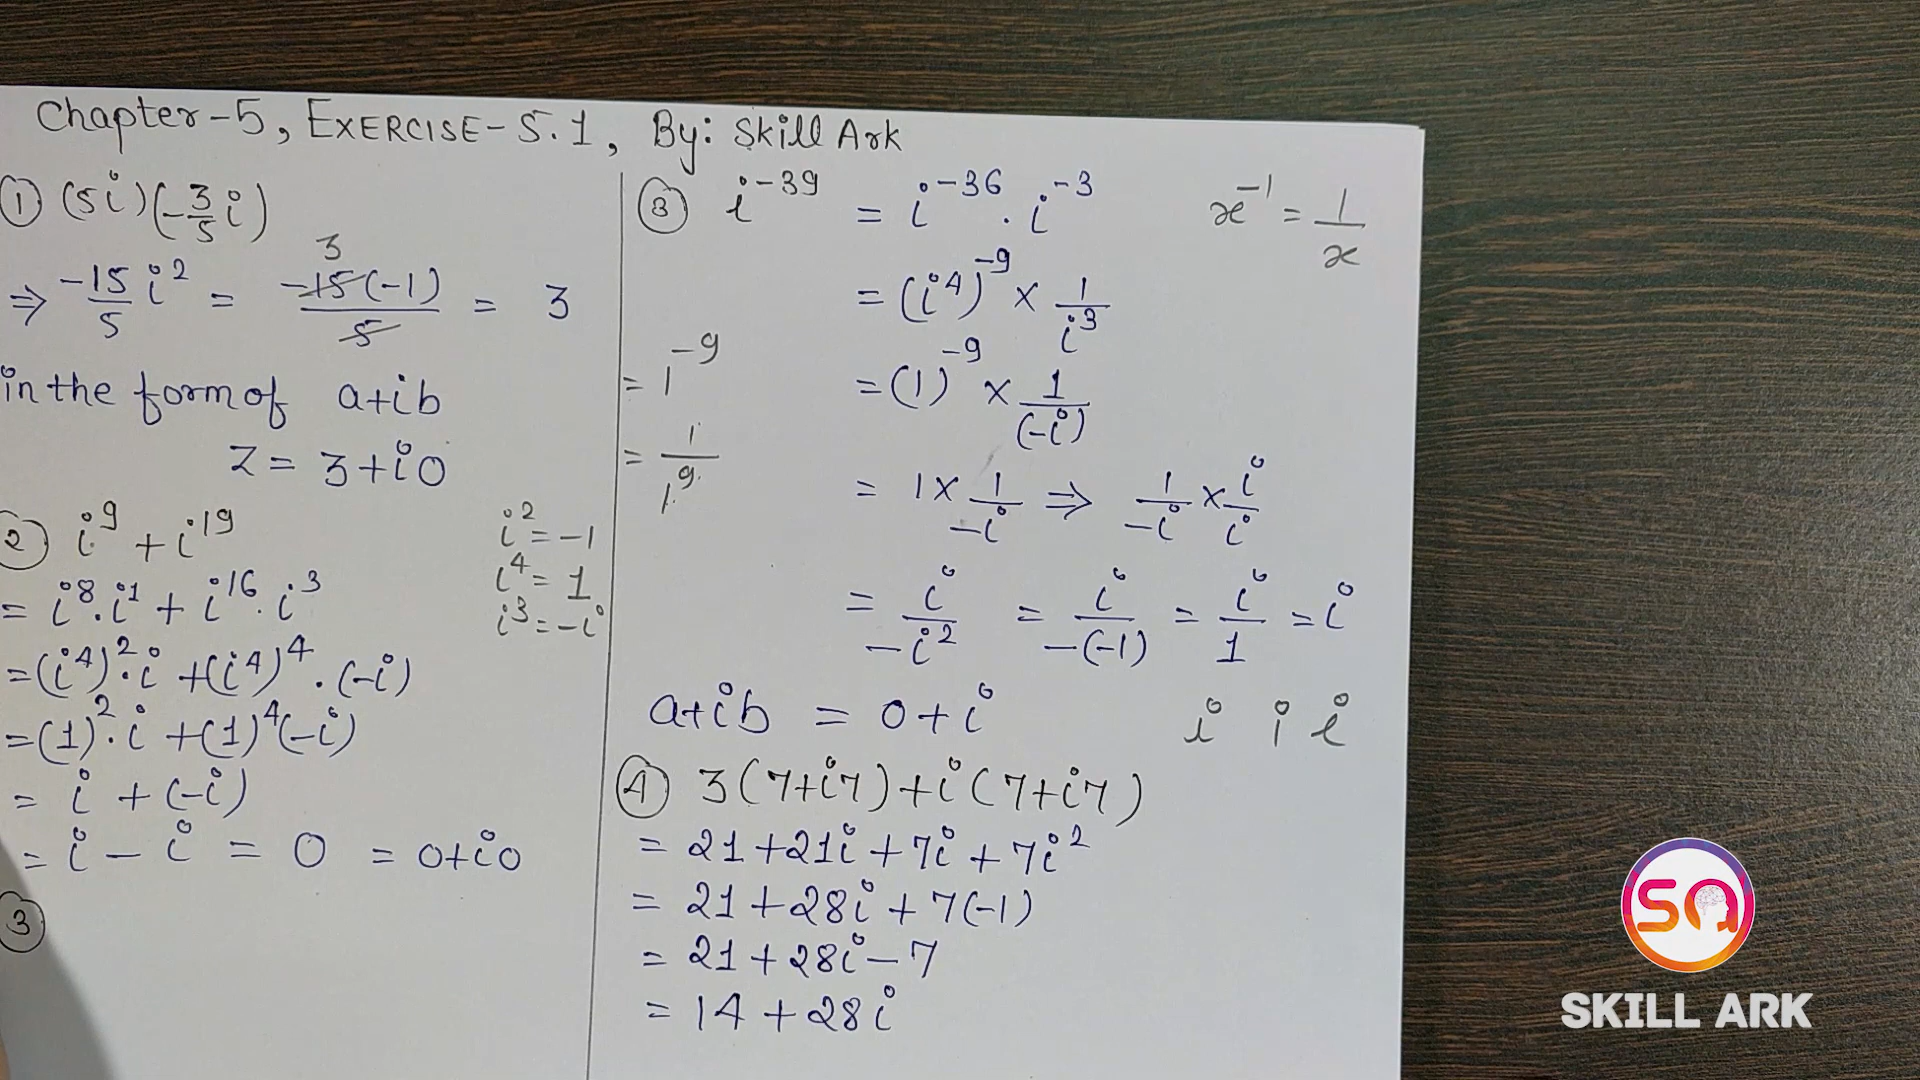 Chapter-5, EXERCISE-5.1, By: Skill Ark
① (5i)(-3/5 i)
⇒ -15/5 i² = -15(-1)/5 = 3
3
in the form of a+ib
z = 3+i0
② i⁹ + i¹⁹
= i⁸.i¹ + i¹⁶.i³
= (i⁴)².i + (i⁴)⁴.(-i)
= (1)².i + (1)⁴(-i)
= i + (-i)
= i - i = 0 = 0+i0
③
i² = -1
i⁴ = 1
i³ = -i
③ i⁻³⁹ = i⁻³⁶ . i⁻³
= (i⁴)⁻⁹ × 1/i³
= (1)⁻⁹ × 1/(-i)
= 1 × 1/-i ⇒ 1/-i × i/i
= i/-i² = i/-(-1) = i/1 = i
a+ib = 0+i
x⁻¹ = 1/x
= 1⁻⁹
= 1/1⁹
i i i
④ 3(7+i7)+i(7+i7)
= 21+21i+7i+7i²
= 21+28i+7(-1)
= 21+28i-7
= 14+28i
SA
SKILL ARK